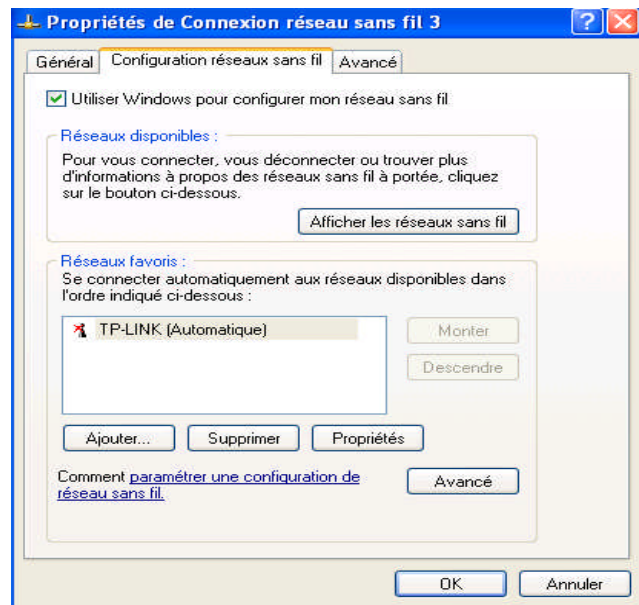 Propriétés de Connexion réseau sans fil 3
Général Configuration réseaux sans fil Avancé
Utiliser Windows pour configurer mon réseau sans fil
Réseaux disponibles :
Pour vous connecter, vous déconnecter ou trouver plus
d'informations à propos des réseaux sans fil à portée, cliquez
sur le bouton ci-dessous.
Afficher les réseaux sans fil
Réseaux favoris :
Se connecter automatiquement aux réseaux disponibles dans
l'ordre indiqué ci-dessous :
TP-LINK (Automatique)
Monter
Descendre
Ajouter... Supprimer Propriétés
Comment paramétrer une configuration de
réseau sans fil.
Avancé
OK Annuler